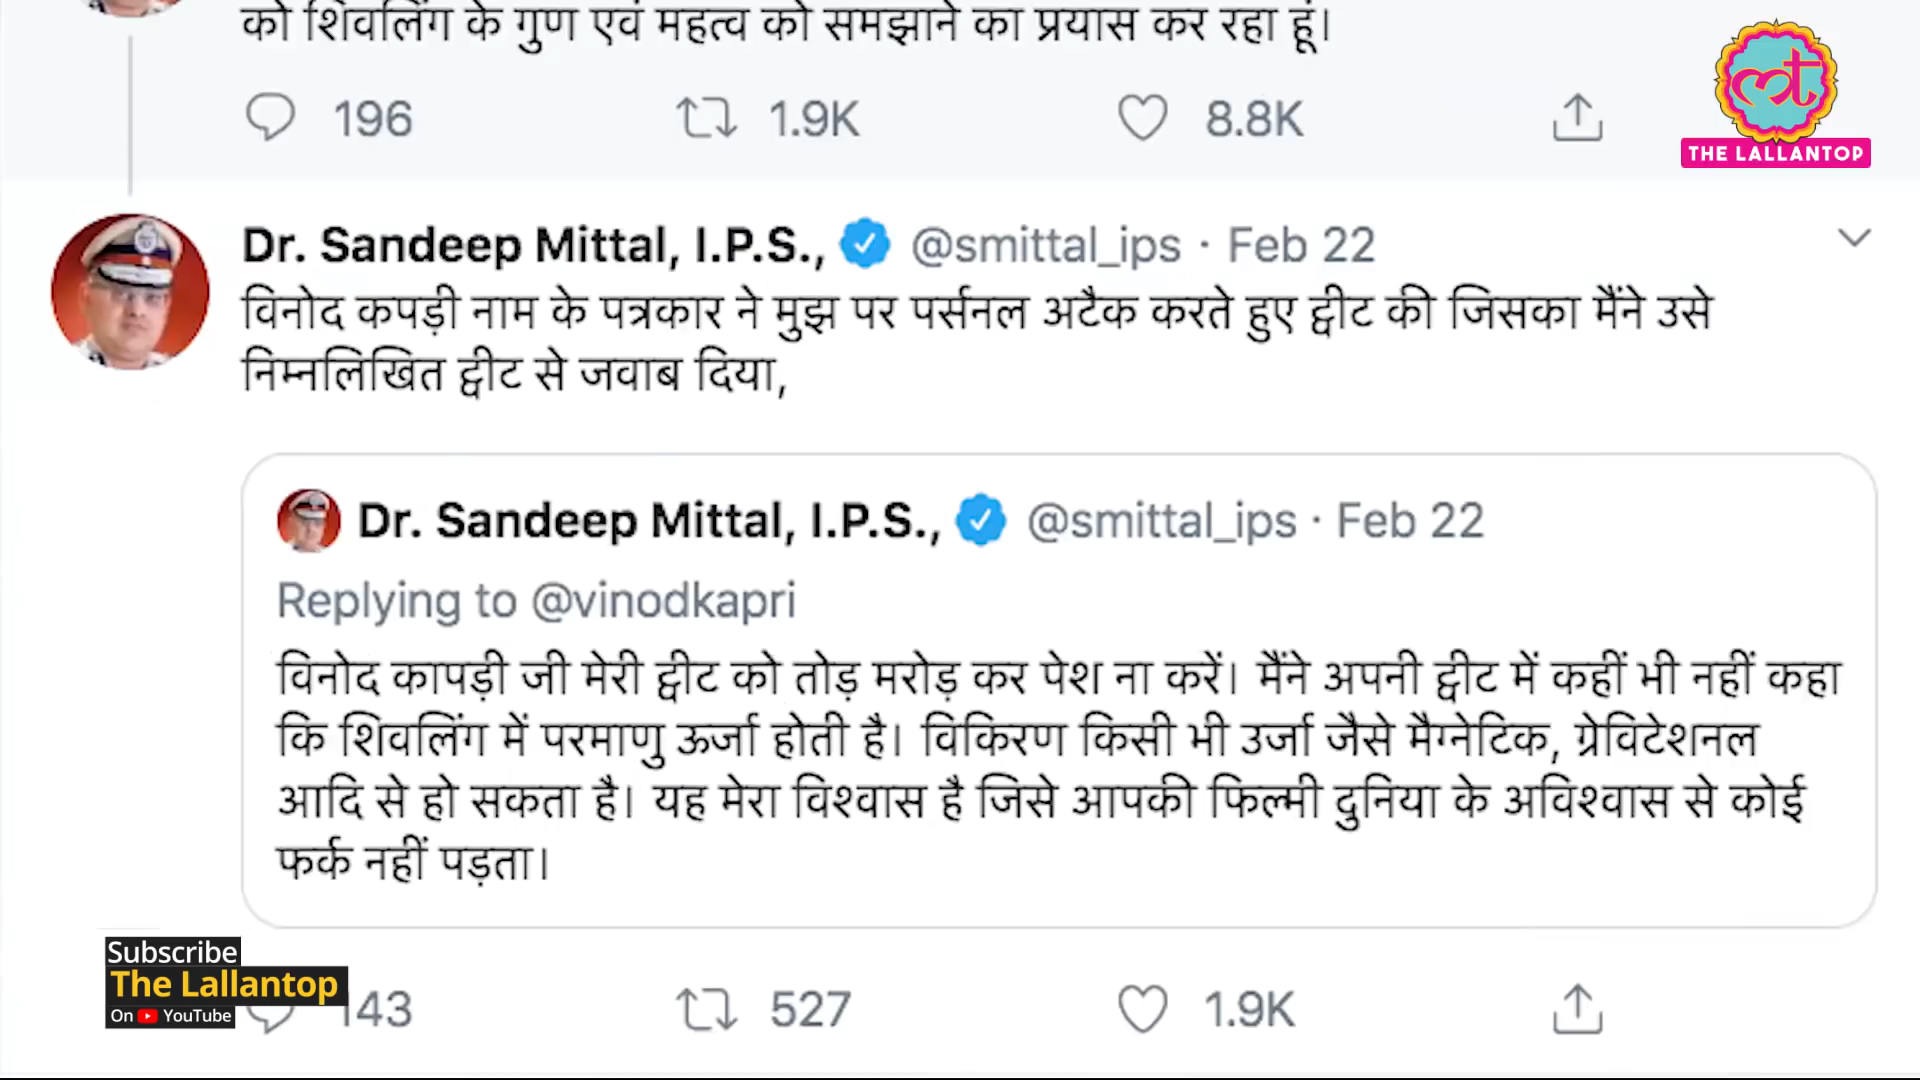 को शिवलिंग के गुण एवं महत्व को समझाने का प्रयास कर रहा हूं।
196 1.9K 8.8K
THE LALLANTOP
Dr. Sandeep Mittal, I.P.S., @smittal_ips · Feb 22
विनोद कपड़ी नाम के पत्रकार ने मुझ पर पर्सनल अटैक करते हुए ट्वीट की जिसका मैंने उसे
निम्नलिखित ट्वीट से जवाब दिया,
Dr. Sandeep Mittal, I.P.S., @smittal_ips · Feb 22
Replying to @vinodkapri
विनोद कापड़ी जी मेरी ट्वीट को तोड़ मरोड़ कर पेश ना करें। मैंने अपनी ट्वीट में कहीं भी नहीं कहा
कि शिवलिंग में परमाणु ऊर्जा होती है। विकिरण किसी भी उर्जा जैसे मैग्नेटिक, ग्रेविटेशनल
आदि से हो सकता है। यह मेरा विश्वास है जिसे आपकी फिल्मी दुनिया के अविश्वास से कोई
फर्क नहीं पड़ता।
Subscribe
The Lallantop
On YouTube
143 527 1.9K